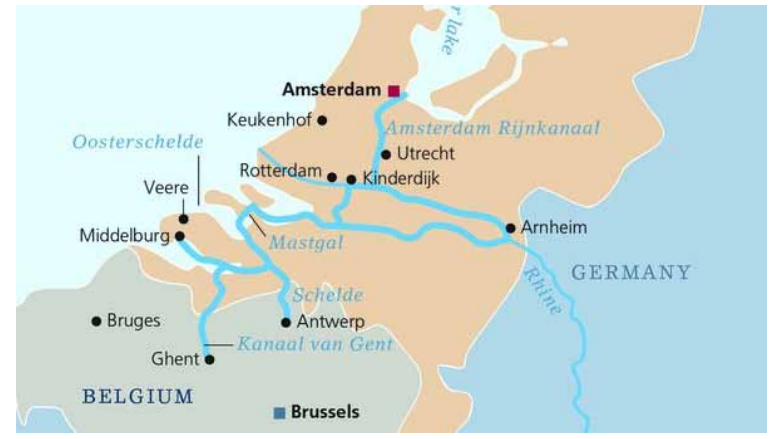 r lake
Amsterdam
Keukenhof
Amsterdam Rijnkanaal
Oosterschelde
Utrecht
Rotterdam
Kinderdijk
Veere
Middelburg
Mastgal
Arnheim
Rhine
GERMANY
Schelde
Bruges
Antwerp
Kanaal van Gent
Ghent
BELGIUM
Brussels